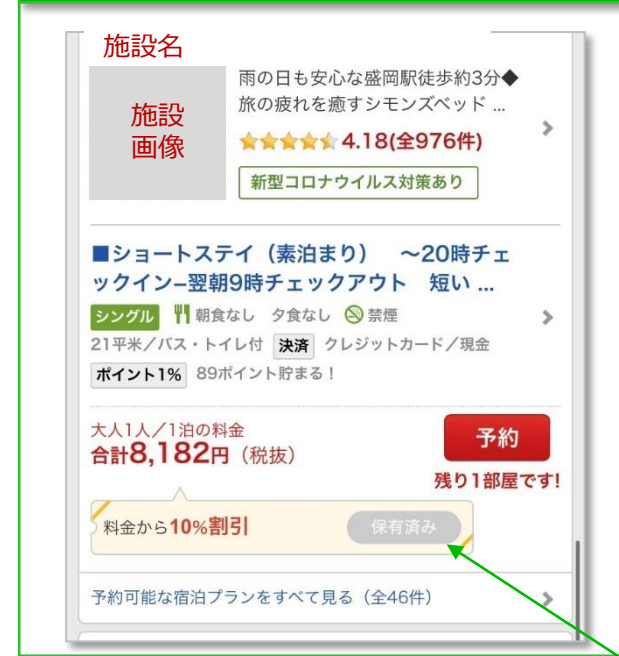 施設名
施設
画像
雨の日も安心な盛岡駅徒歩約3分◆
旅の疲れを癒すシモンズベッド ...
4.18(全976件)
新型コロナウイルス対策あり
■ショートステイ（素泊まり） ～20時チェ
ックイン–翌朝9時チェックアウト 短い ...
シングル 朝食なし 夕食なし 禁煙
21平米／バス・トイレ付 決済 クレジットカード／現金
ポイント1% 89ポイント貯まる！
大人1人／1泊の料金
合計8,182円（税抜）
予約
残り1部屋です!
料金から10%割引
保有済み
予約可能な宿泊プランをすべて見る（全46件）